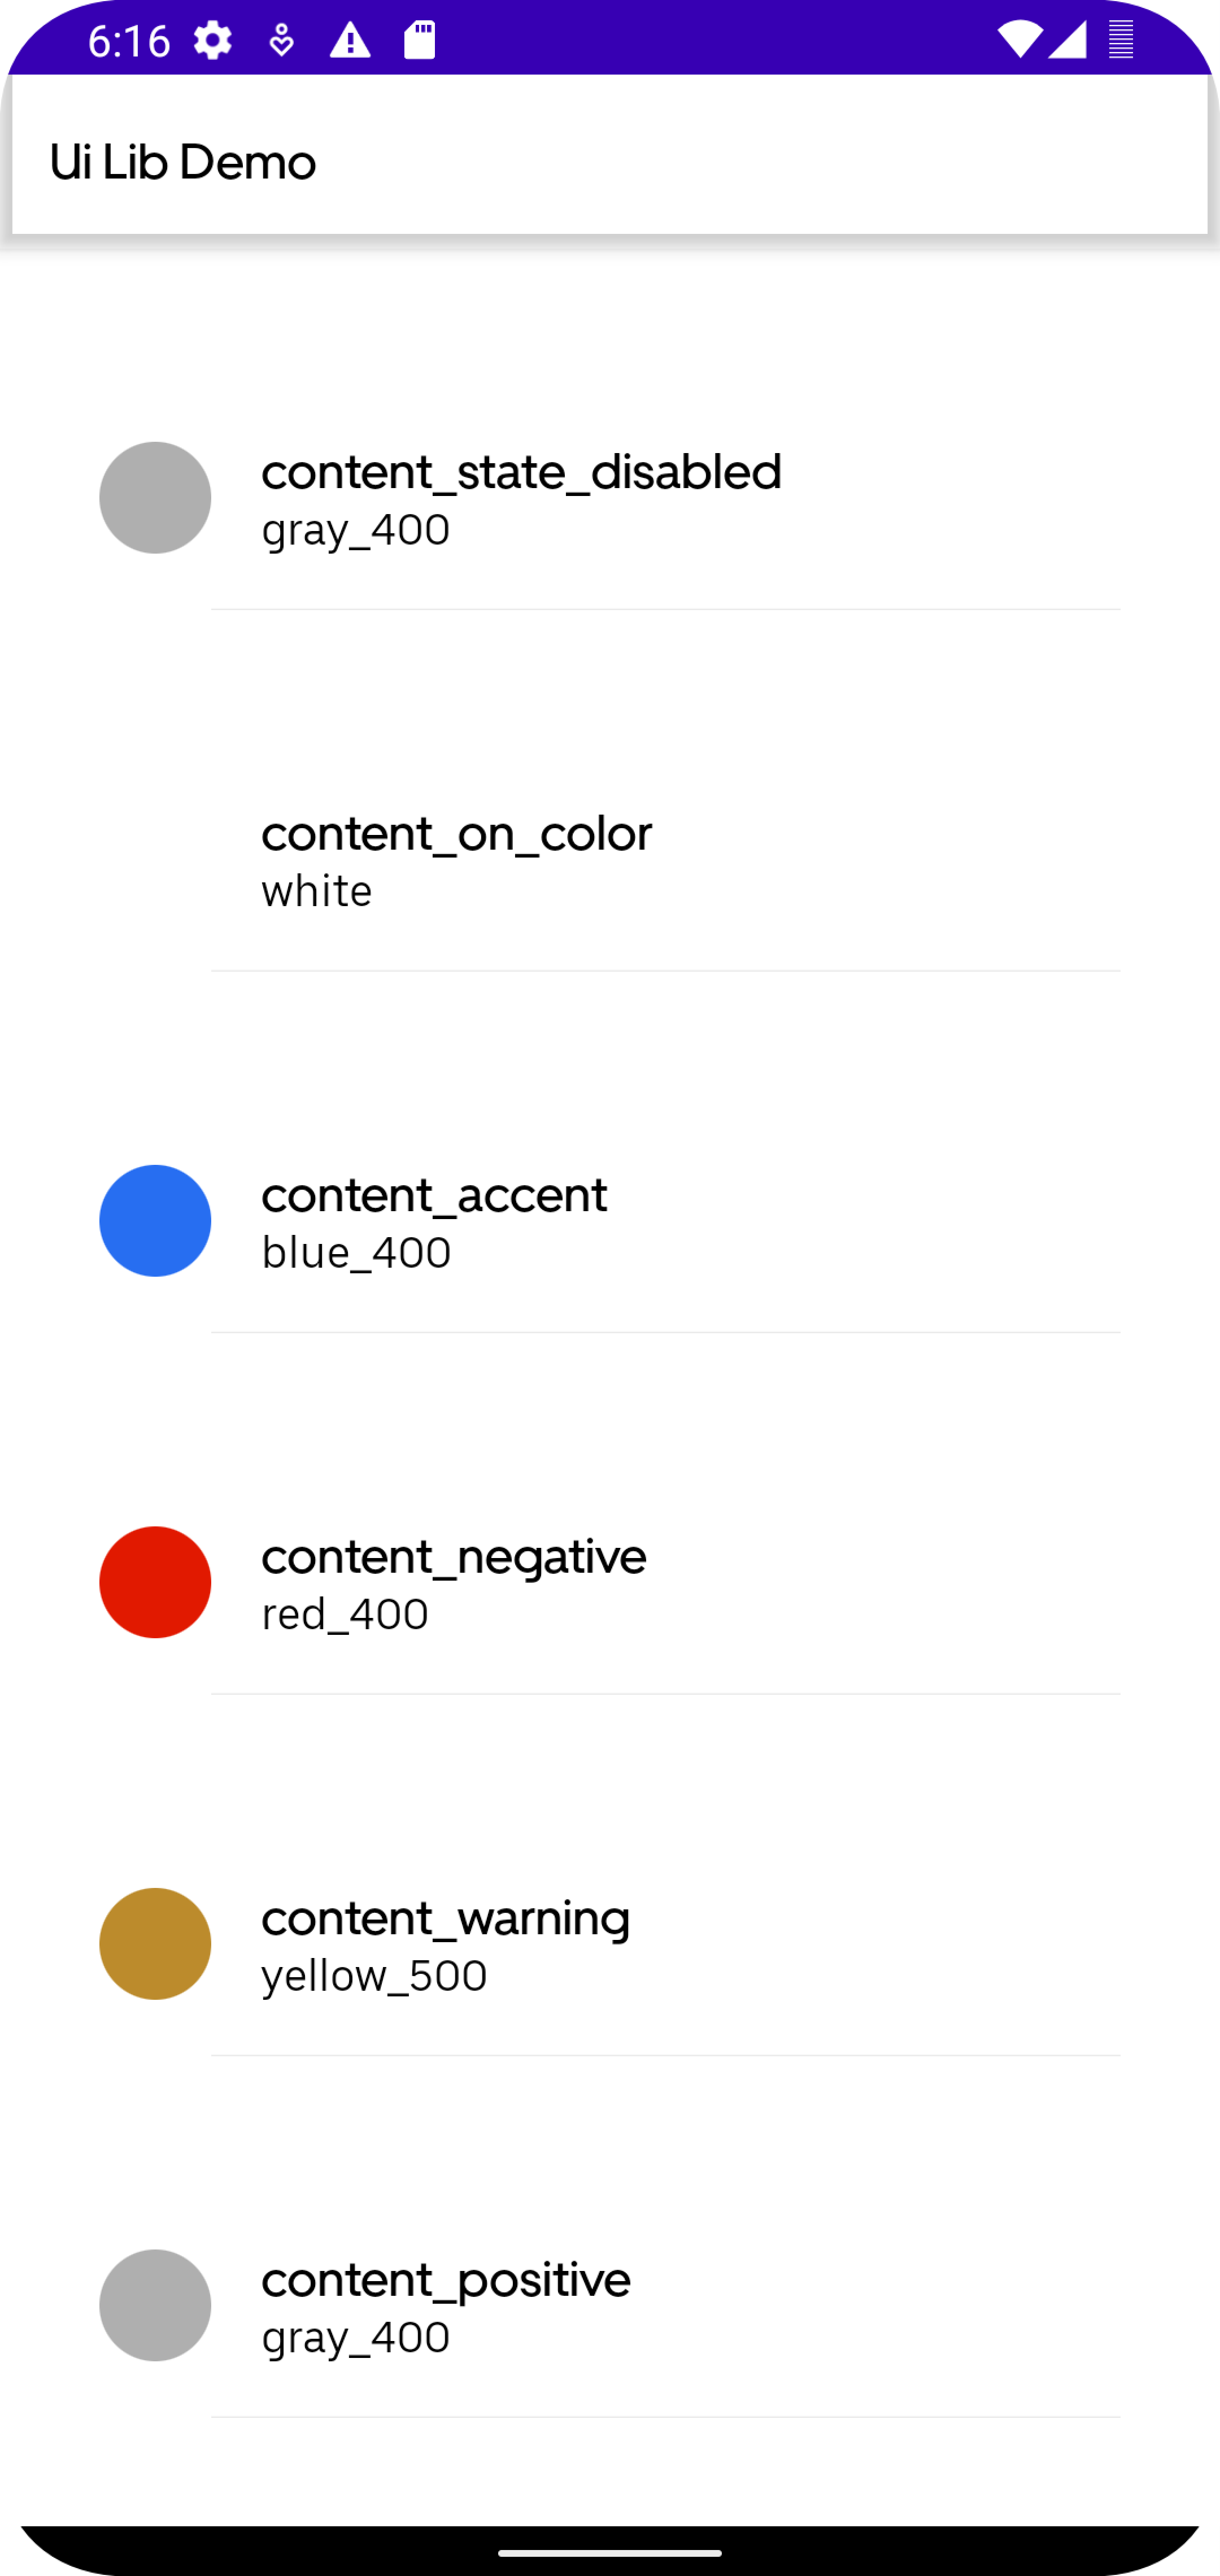 6:16
Ui Lib Demo
content_state_disabled
gray_400
content_on_color
white
content_accent
blue_400
content_negative
red_400
content_warning
yellow_500
content_positive
gray_400